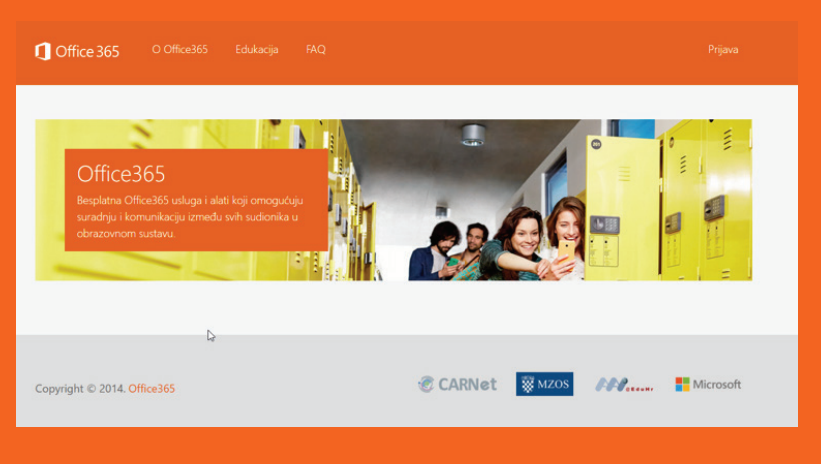 Office 365
O Office365
Edukacija
FAQ
Prijava
Office365
Besplatna Office365 usluga i alati koji omogućuju
suradnju i komunikaciju između svih sudionika u
obrazovnom sustavu.
Copyright © 2014. Office365
CARNet
MZOS
Microsoft